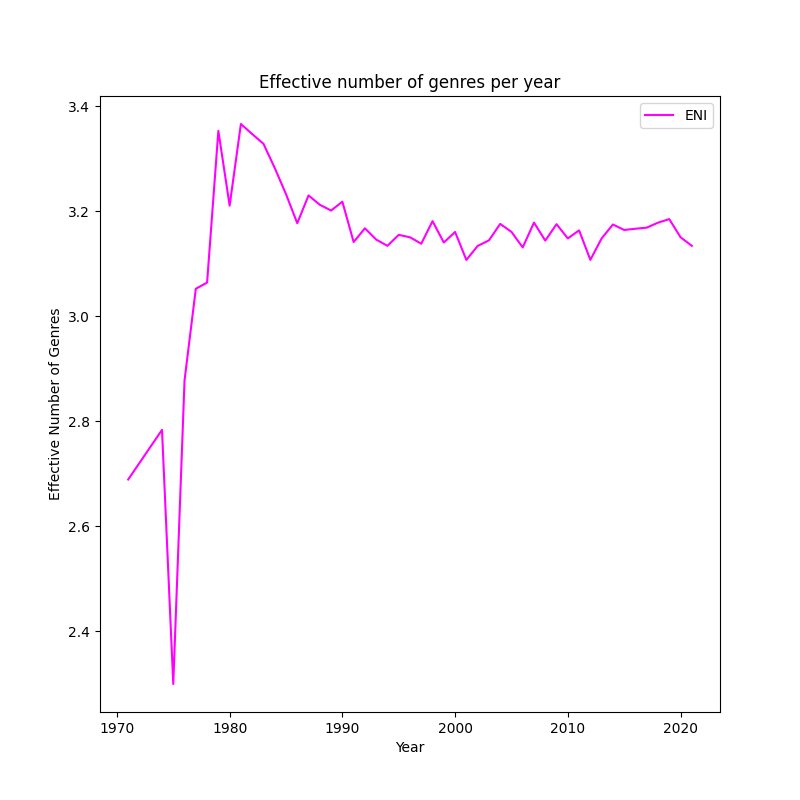 Effective number of genres per year
ENI
3.4
3.2
3.0
2.8
2.6
2.4
Effective Number of Genres
1970 1980 1990 2000 2010 2020
Year